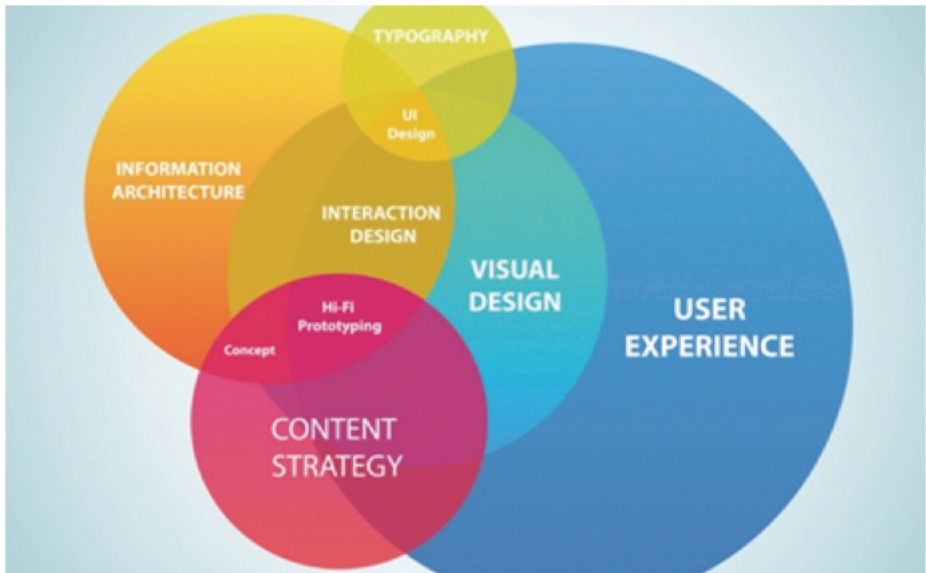 TYPOGRAPHY
UI
Design
INFORMATION
ARCHITECTURE
INTERACTION
DESIGN
VISUAL
DESIGN
USER
EXPERIENCE
Hi-Fi
Prototyping
Concept
CONTENT
STRATEGY